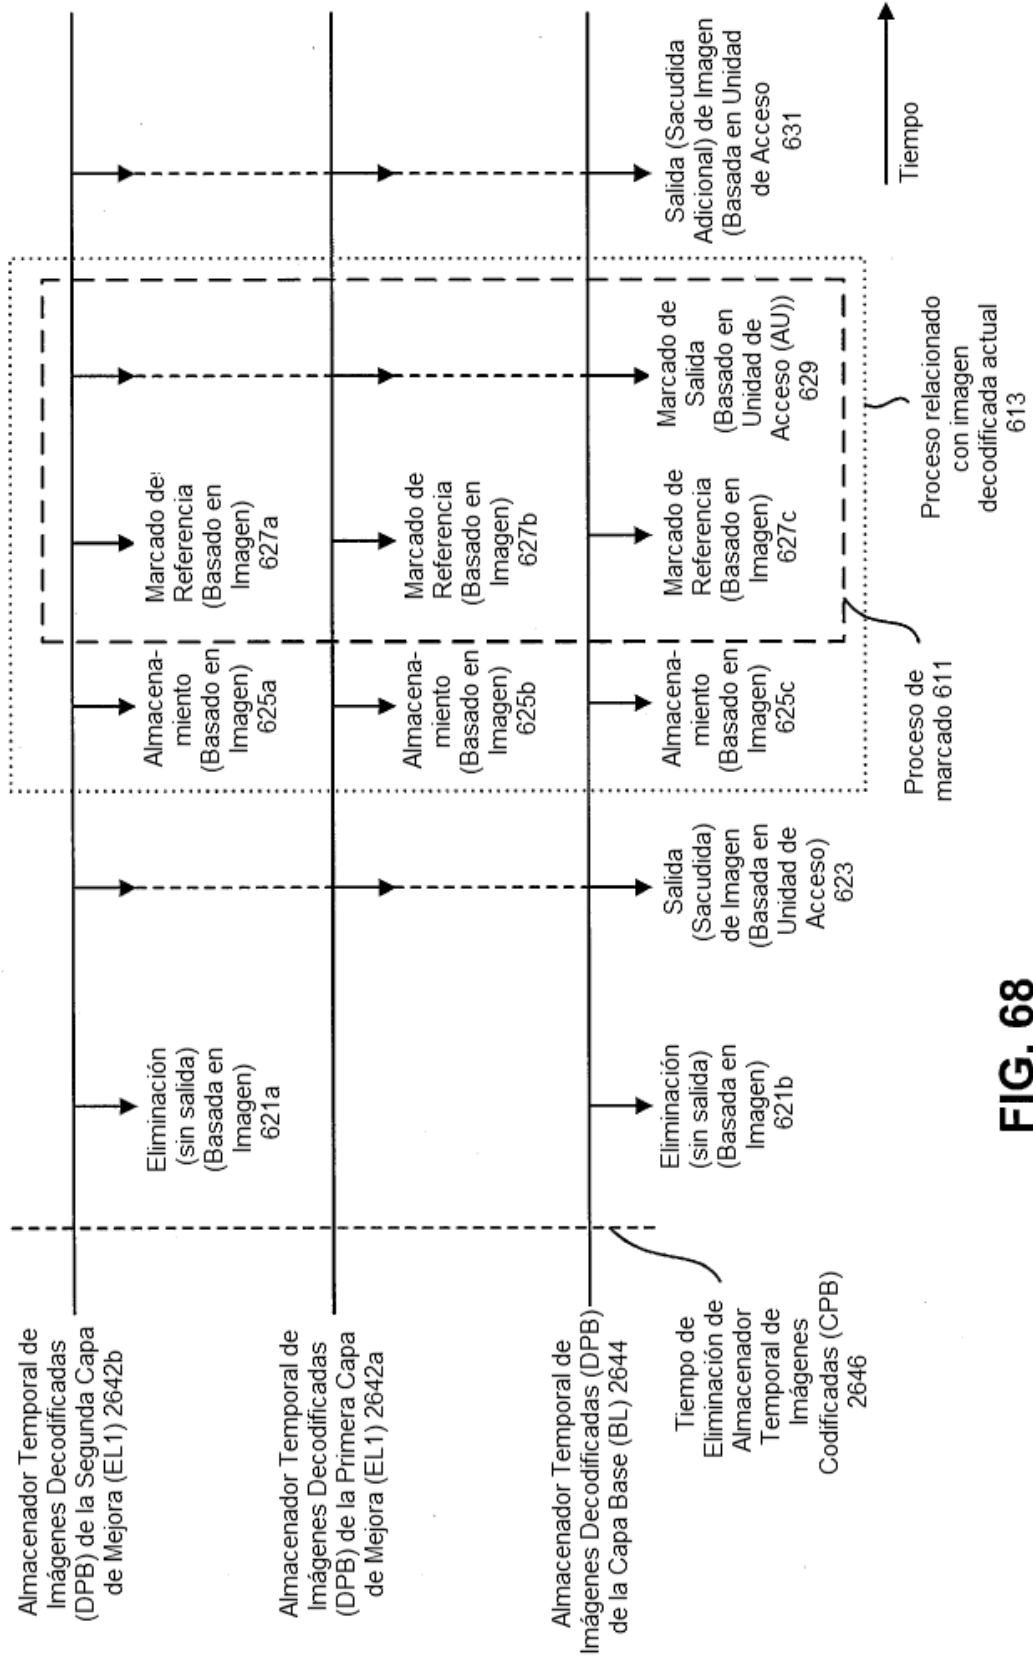 Almacenador Temporal de
Imágenes Decodificadas
(DPB) de la Segunda Capa
de Mejora (EL1) 2642b
Eliminación
(sin salida)
(Basada en
Imagen)
621a
Almacena-
miento
(Basado en
Imagen)
625a
Marcado de
Referencia
(Basado en
Imagen)
627a
Almacenador Temporal de
Imágenes Decodificadas
(DPB) de la Primera Capa
de Mejora (EL1) 2642a
Almacena-
miento
(Basado en
Imagen)
625b
Marcado de
Referencia
(Basado en
Imagen)
627b
Almacenador Temporal de
Imágenes Decodificadas (DPB)
de la Capa Base (BL) 2644
Eliminación
(sin salida)
(Basada en
Imagen)
621b
Salida
(Sacudida)
de Imagen
(Basada en
Unidad de
Acceso)
623
Almacena-
miento
(Basado en
Imagen)
625c
Marcado de
Referencia
(Basado en
Imagen)
627c
Marcado de
Salida
(Basado en
Unidad de
Acceso (AU))
629
Salida (Sacudida
Adicional) de Imagen
(Basada en Unidad
de Acceso
631
Tiempo de
Eliminación de
Almacenador
Temporal de
Imágenes
Codificadas (CPB)
2646
Proceso de
marcado 611
Proceso relacionado
con imagen
decodificada actual
613
Tiempo
FIG. 68